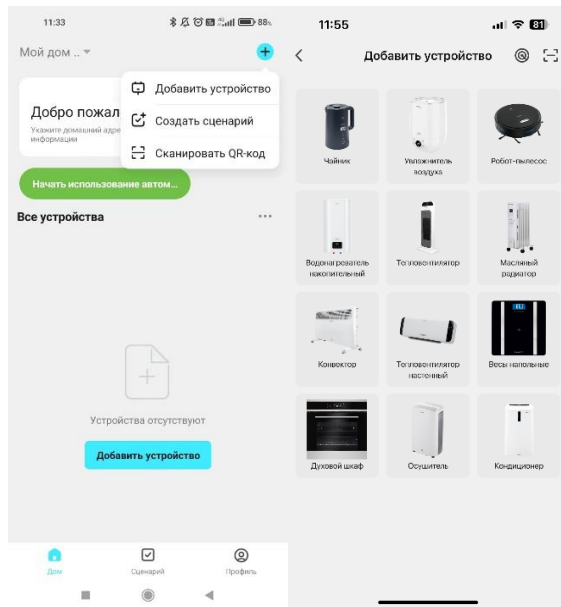 11:33
88%
Мой дом ..
Добавить устройство
Создать сценарий
Сканировать QR-код
Добро пожал
Укажите домашний адре
информации
Начать использование автом...
Все устройства
Устройства отсутствуют
Добавить устройство
Дом
Сценарий
Профиль
11:55
81
Добавить устройство
Чайник
Увлажнитель
воздуха
Робот-пылесос
Водонагреватель
накопительный
Тепловентилятор
Масляный
радиатор
Конвектор
Тепловентилятор
настенный
Весы напольные
Духовой шкаф
Осушитель
Кондиционер